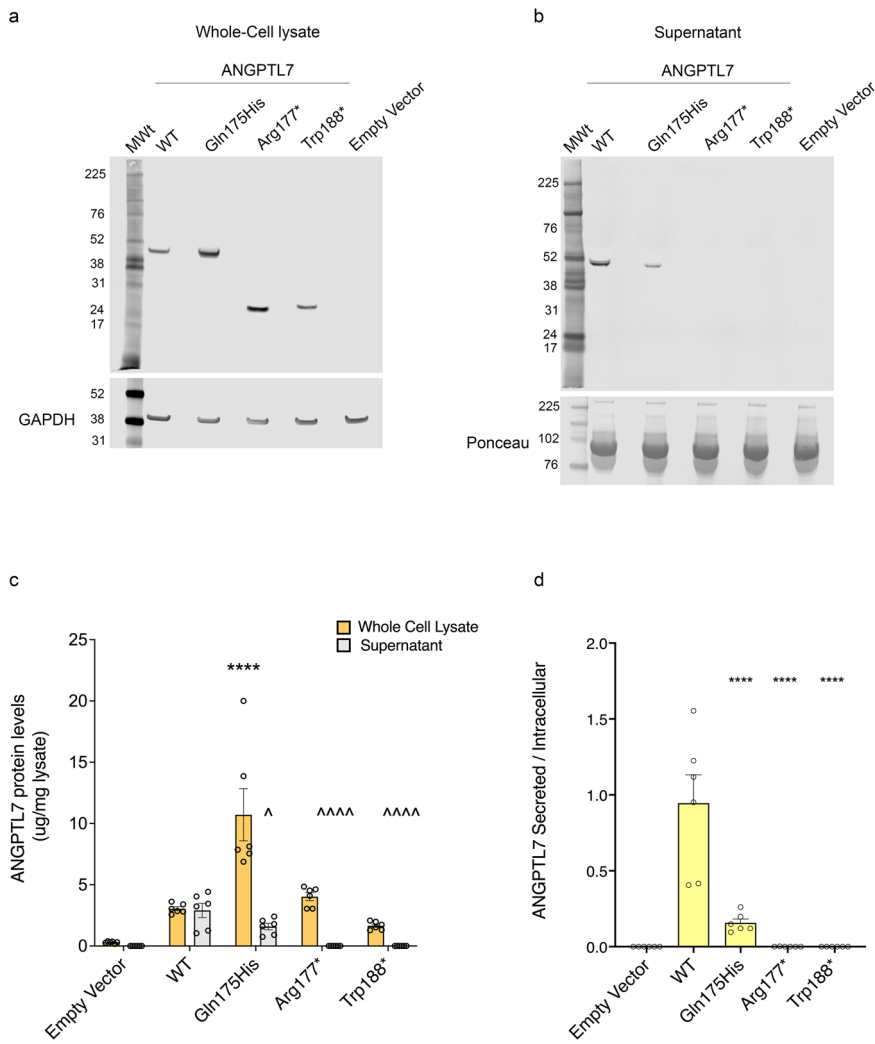 a
Whole-Cell lysate
ANGPTL7
MWt WT Gln175His Arg177* Trp188* Empty Vector
225
76
52
38
31
24
17
52
GAPDH 38
31
b
Supernatant
ANGPTL7
MWt WT Gln175His Arg177* Trp188* Empty Vector
225
76
52
38
31
24
17
225
Ponceau 102
76
c
Whole Cell Lysate
Supernatant
ANGPTL7 protein levels
(ug/mg lysate)
25
20
15
10
5
0
****
^ ^^^^ ^^^^
Empty Vector WT Gln175His Arg177* Trp188*
d
ANGPTL7 Secreted / Intracellular
2.0
1.5
1.0
0.5
0.0
**** **** ****
Empty Vector WT Gln175His Arg177* Trp188*